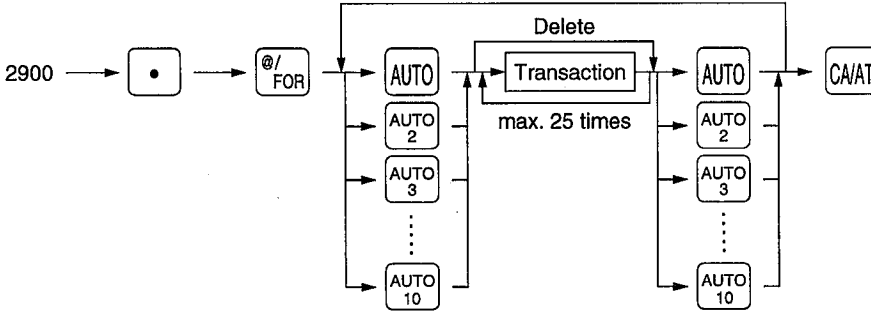 Delete
2900
•
@/
FOR
AUTO
Transaction
AUTO
CA/AT
max. 25 times
AUTO
2
AUTO
2
AUTO
3
AUTO
3
AUTO
10
AUTO
10